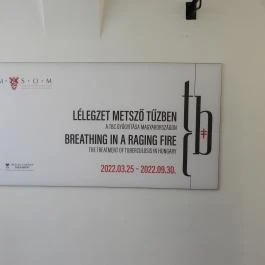 M S O M
LÉLEGZET METSZŐ TŰZBEN
A TBC GYÓGYÍTÁSA MAGYARORSZÁGON
BREATHING IN A RAGING FIRE
THE TREATMENT OF TUBERCULOSIS IN HUNGARY
2022.03.25 - 2022.09.30.
tb